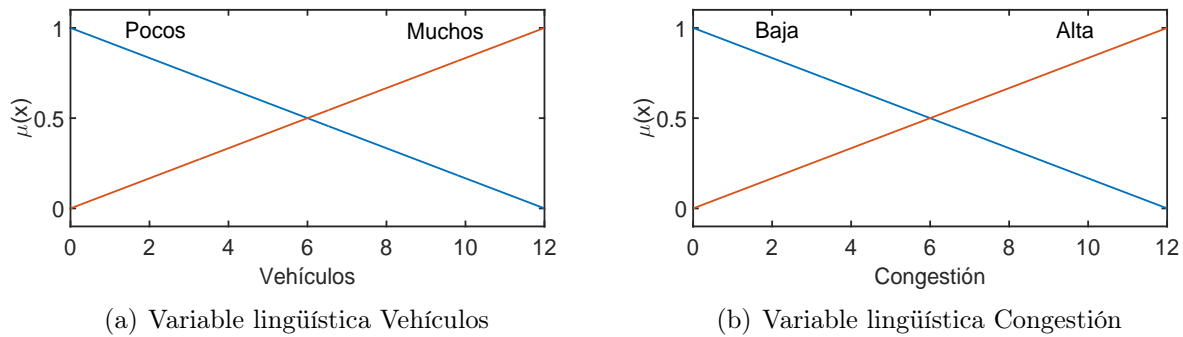 Pocos
Muchos
1
0.5
0
μ(x)
0 2 4 6 8 10 12
Vehículos
(a) Variable lingüística Vehículos
Baja
Alta
1
0.5
0
μ(x)
0 2 4 6 8 10 12
Congestión
(b) Variable lingüística Congestión